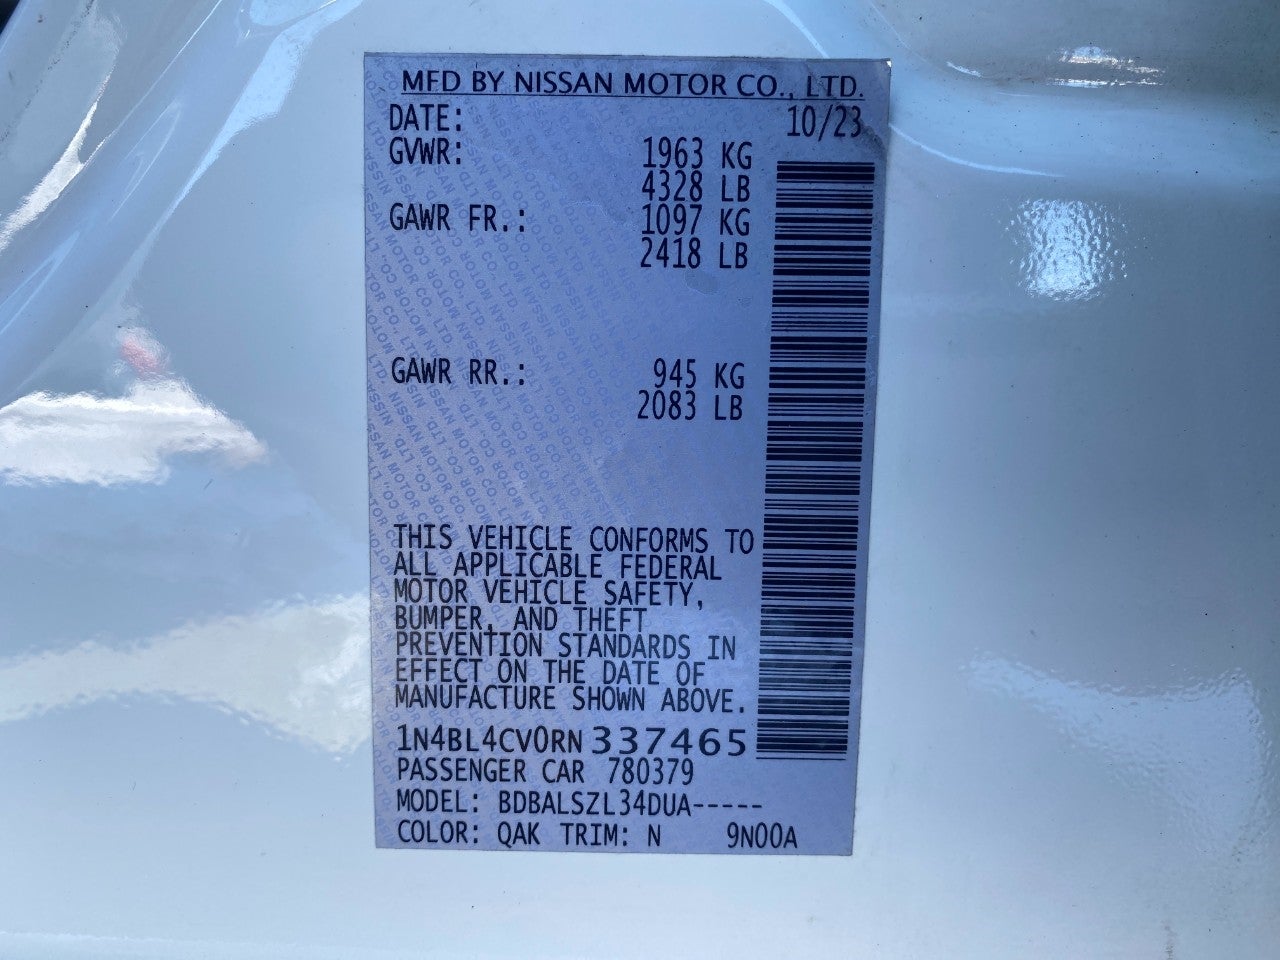 MFD BY NISSAN MOTOR CO., LTD.
DATE: 10/23
GVWR: 1963 KG
4328 LB
GAWR FR.: 1097 KG
2418 LB
GAWR RR.: 945 KG
2083 LB
THIS VEHICLE CONFORMS TO
ALL APPLICABLE FEDERAL
MOTOR VEHICLE SAFETY,
BUMPER, AND THEFT
PREVENTION STANDARDS IN
EFFECT ON THE DATE OF
MANUFACTURE SHOWN ABOVE.
1N4BL4CV0RN 337465
PASSENGER CAR 780379
MODEL: BDBALSZL34DUA-----
COLOR: QAK TRIM: N 9N00A